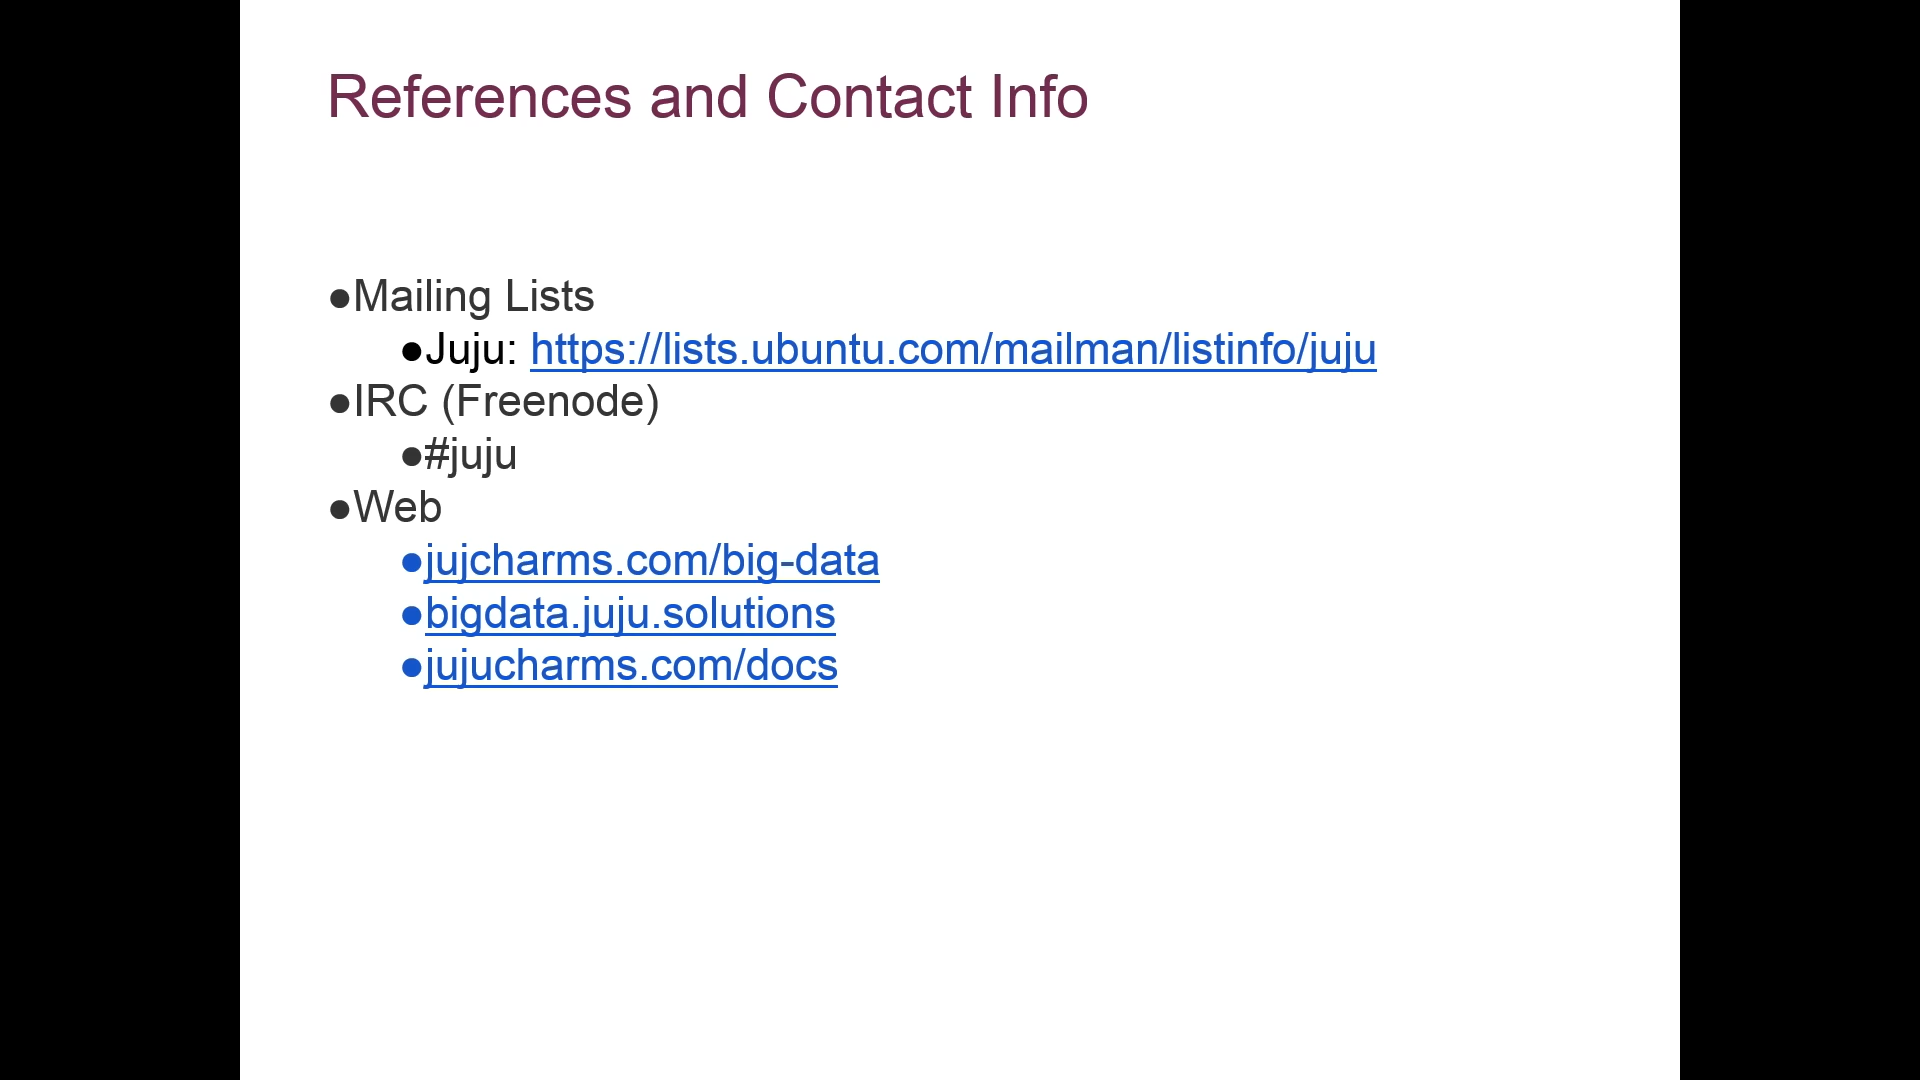 References and Contact Info
●Mailing Lists
●Juju: https://lists.ubuntu.com/mailman/listinfo/juju
●IRC (Freenode)
●#juju
●Web
●jujcharms.com/big-data
●bigdata.juju.solutions
●jujucharms.com/docs